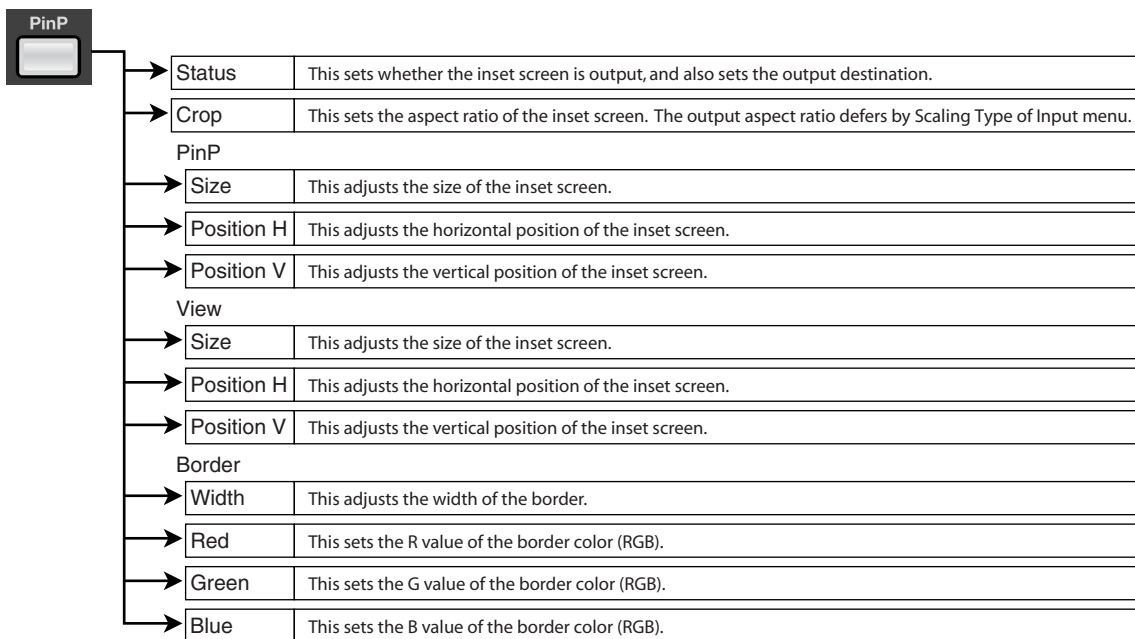 PinP
Status This sets whether the inset screen is output, and also sets the output destination.
Crop This sets the aspect ratio of the inset screen. The output aspect ratio defers by Scaling Type of Input menu.
PinP
Size This adjusts the size of the inset screen.
Position H This adjusts the horizontal position of the inset screen.
Position V This adjusts the vertical position of the inset screen.
View
Size This adjusts the size of the inset screen.
Position H This adjusts the horizontal position of the inset screen.
Position V This adjusts the vertical position of the inset screen.
Border
Width This adjusts the width of the border.
Red This sets the R value of the border color (RGB).
Green This sets the G value of the border color (RGB).
Blue This sets the B value of the border color (RGB).